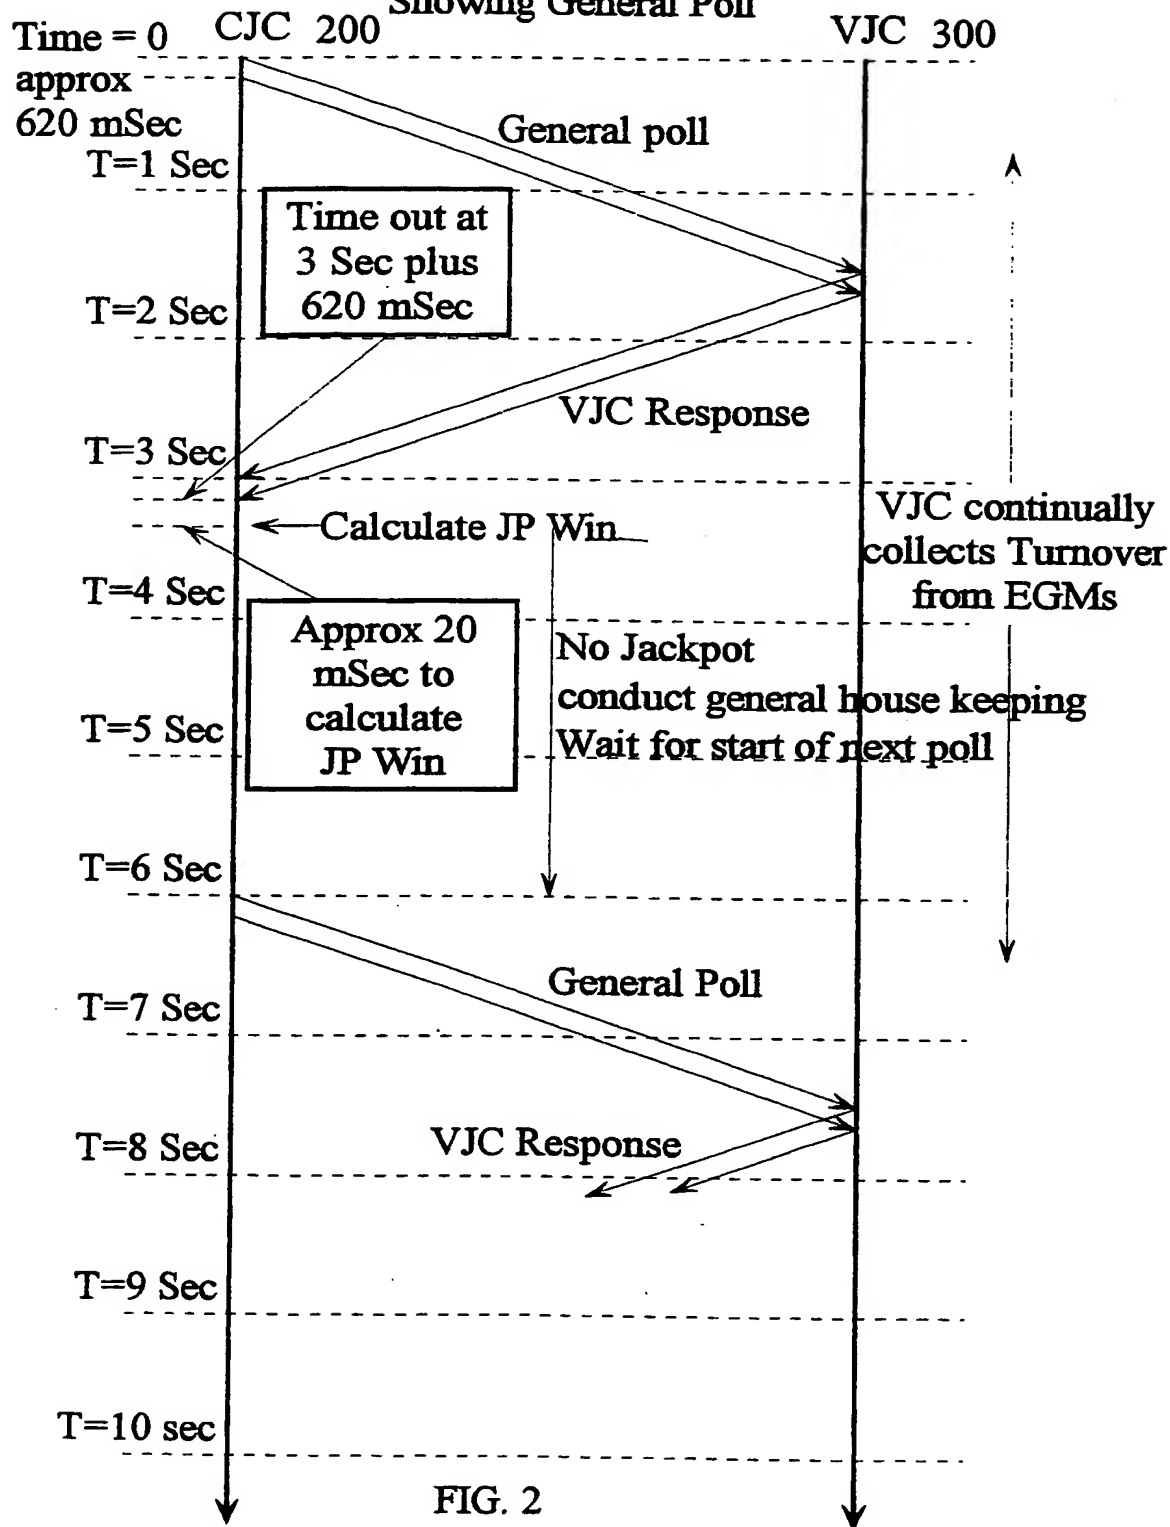 Showing General Poll
Time = 0 CJC 200 VJC 300
approx
620 mSec
General poll
T=1 Sec
Time out at
3 Sec plus
620 mSec
T=2 Sec
VJC Response
T=3 Sec
VJC continually
collects Turnover
from EGMs
Calculate JP Win
T=4 Sec
Approx 20
mSec to
calculate
JP Win
No Jackpot
conduct general house keeping
Wait for start of next poll
T=5 Sec
T=6 Sec
General Poll
T=7 Sec
VJC Response
T=8 Sec
T=9 Sec
T=10 sec
FIG. 2